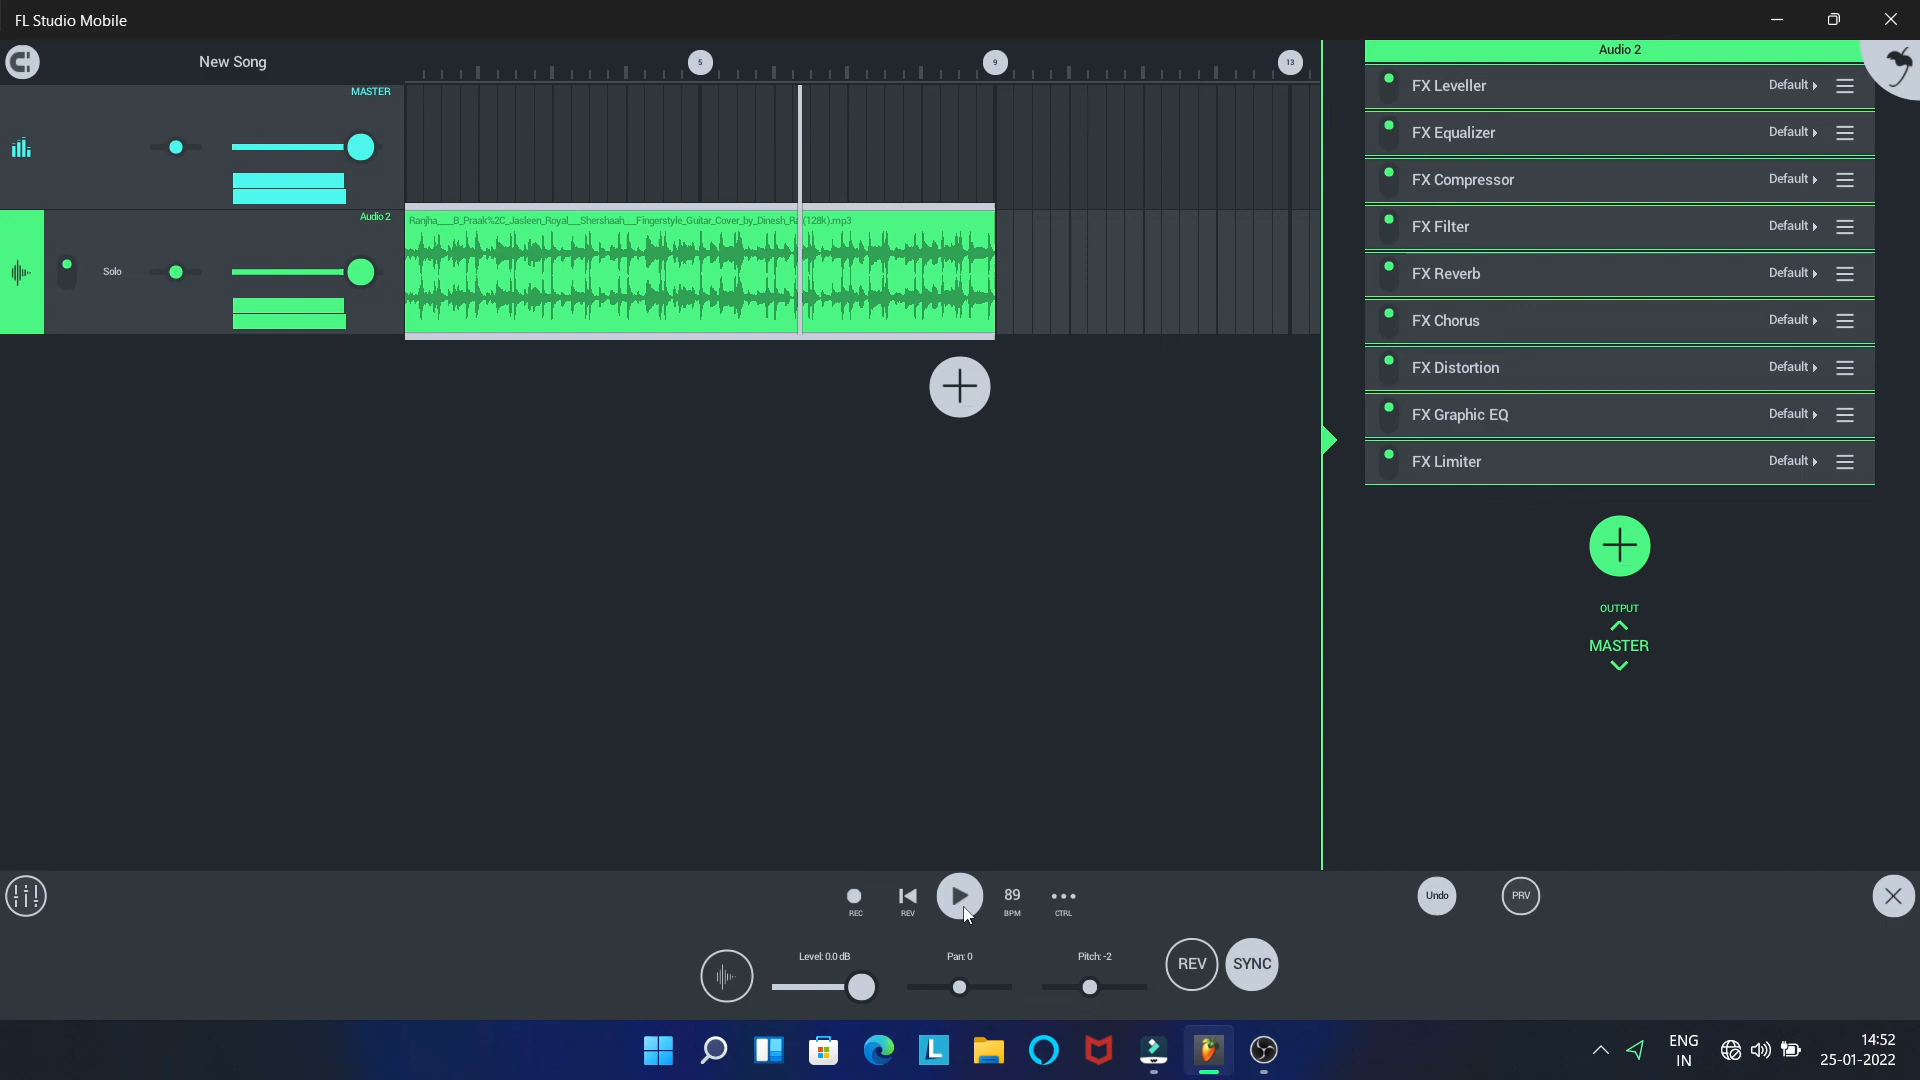 FL Studio Mobile
New Song
5
9
13
MASTER
Audio 2
Solo
Ranjha___B_Praak%2C_Jasleen_Royal___Shershaah___Fingerstyle_Guitar_Cover_by_Dinesh_Ra (128k).mp3
Audio 2
FX Leveller Default
FX Equalizer Default
FX Compressor Default
FX Filter Default
FX Reverb Default
FX Chorus Default
FX Distortion Default
FX Graphic EQ Default
FX Limiter Default
OUTPUT
MASTER
REC
REV
89
BPM
CTRL
Undo
PRV
Level: 0.0 dB
Pan: 0
Pitch: -2
REV
SYNC
L
ENG
IN
14:52
25-01-2022